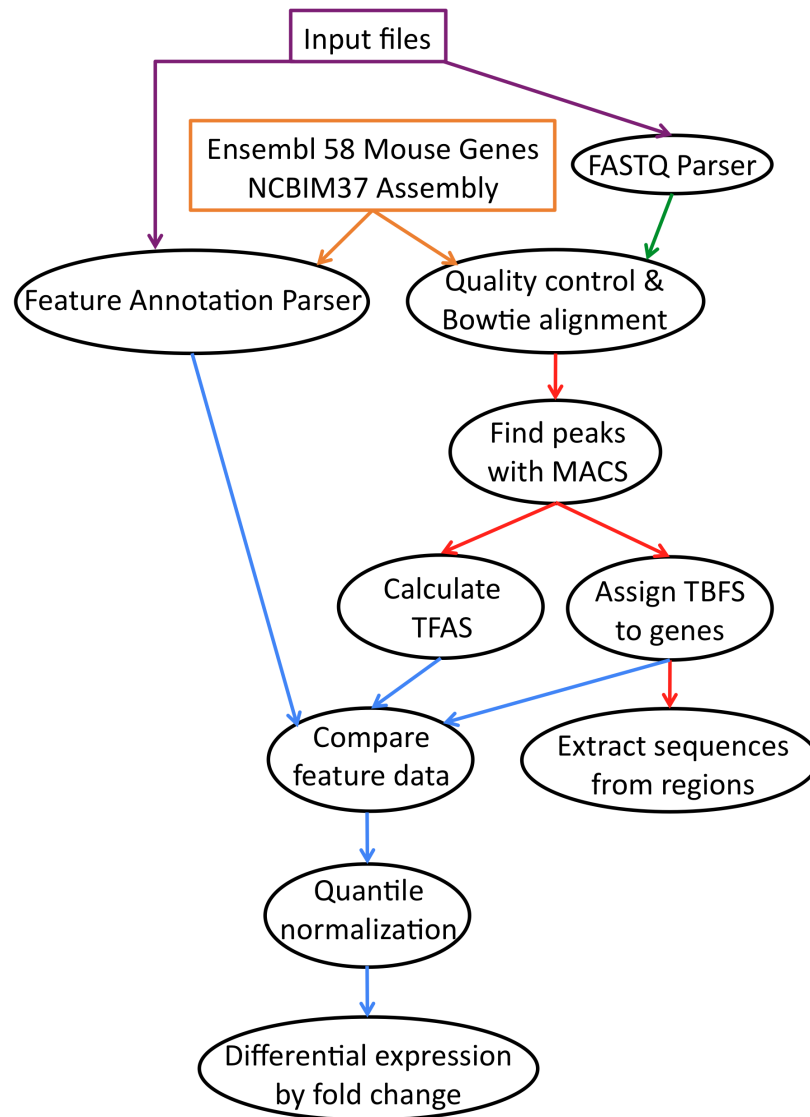 Input files
Ensembl 58 Mouse Genes
NCBIM37 Assembly
FASTQ Parser
Feature Annotation Parser
Quality control &
Bowtie alignment
Find peaks
with MACS
Calculate
TFAS
Assign TBFS
to genes
Compare
feature data
Extract sequences
from regions
Quantile
normalization
Differential expression
by fold change